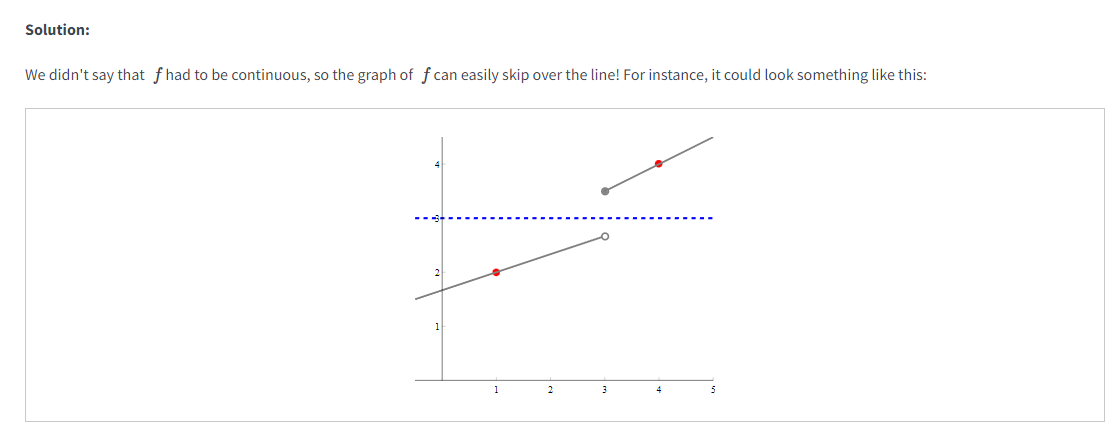 Solution:
We didn't say that f had to be continuous, so the graph of f can easily skip over the line! For instance, it could look something like this:
4
3
2
1
1 2 3 4 5